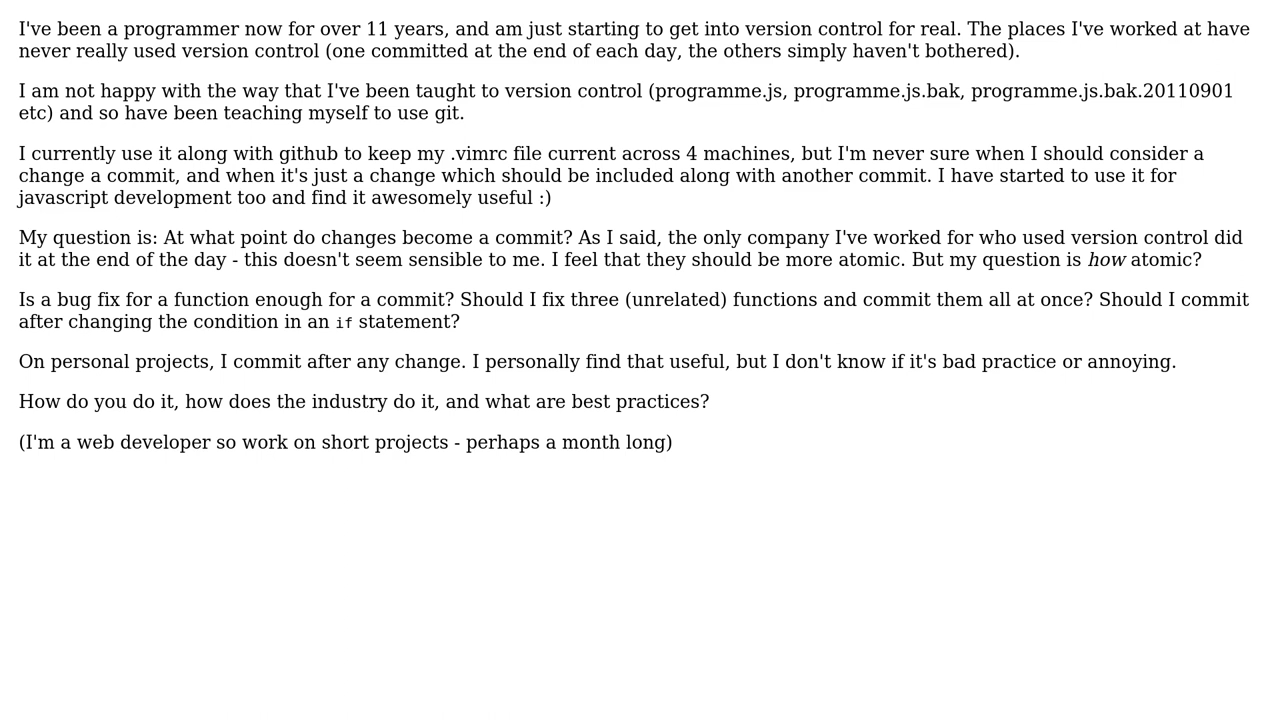 I've been a programmer now for over 11 years, and am just starting to get into version control for real. The places I've worked at have
never really used version control (one committed at the end of each day, the others simply haven't bothered).
I am not happy with the way that I've been taught to version control (programme.js, programme.js.bak, programme.js.bak.20110901
etc) and so have been teaching myself to use git.
I currently use it along with github to keep my .vimrc file current across 4 machines, but I'm never sure when I should consider a
change a commit, and when it's just a change which should be included along with another commit. I have started to use it for
javascript development too and find it awesomely useful :)
My question is: At what point do changes become a commit? As I said, the only company I've worked for who used version control did
it at the end of the day - this doesn't seem sensible to me. I feel that they should be more atomic. But my question is how atomic?
Is a bug fix for a function enough for a commit? Should I fix three (unrelated) functions and commit them all at once? Should I commit
after changing the condition in an if statement?
On personal projects, I commit after any change. I personally find that useful, but I don't know if it's bad practice or annoying.
How do you do it, how does the industry do it, and what are best practices?
(I'm a web developer so work on short projects - perhaps a month long)